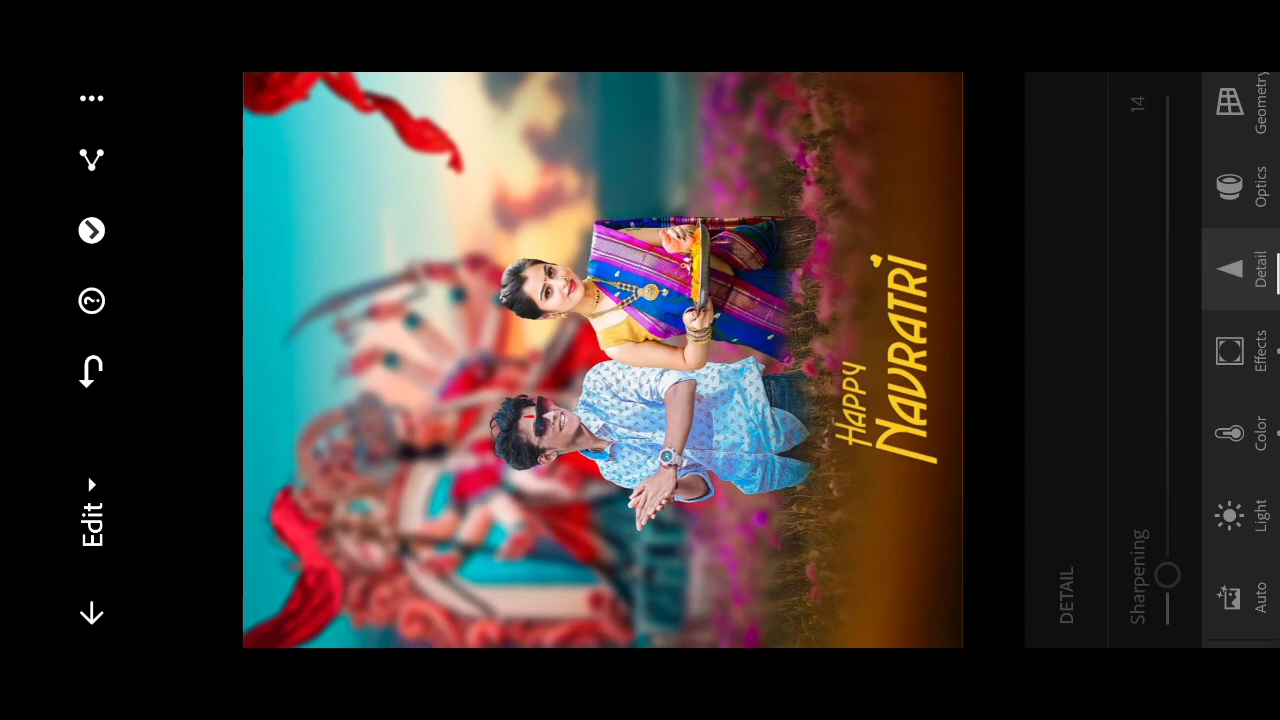 Edit
HAPPY
NAVRATRI
DETAIL
Sharpening 14
Auto
Light
Color
Effects
Detail
Optics
Geometry